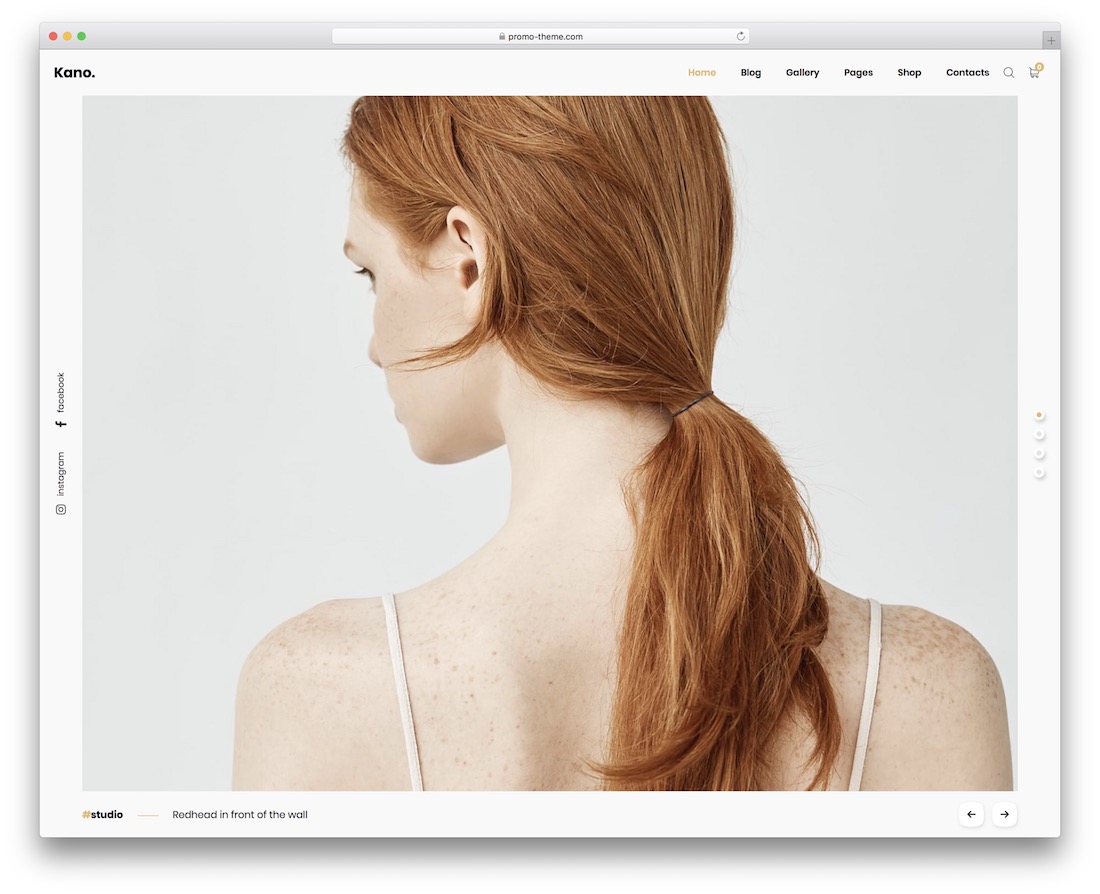 promo-theme.com
Kano.
Home Blog Gallery Pages Shop Contacts 0
facebook
instagram
#studio Redhead in front of the wall